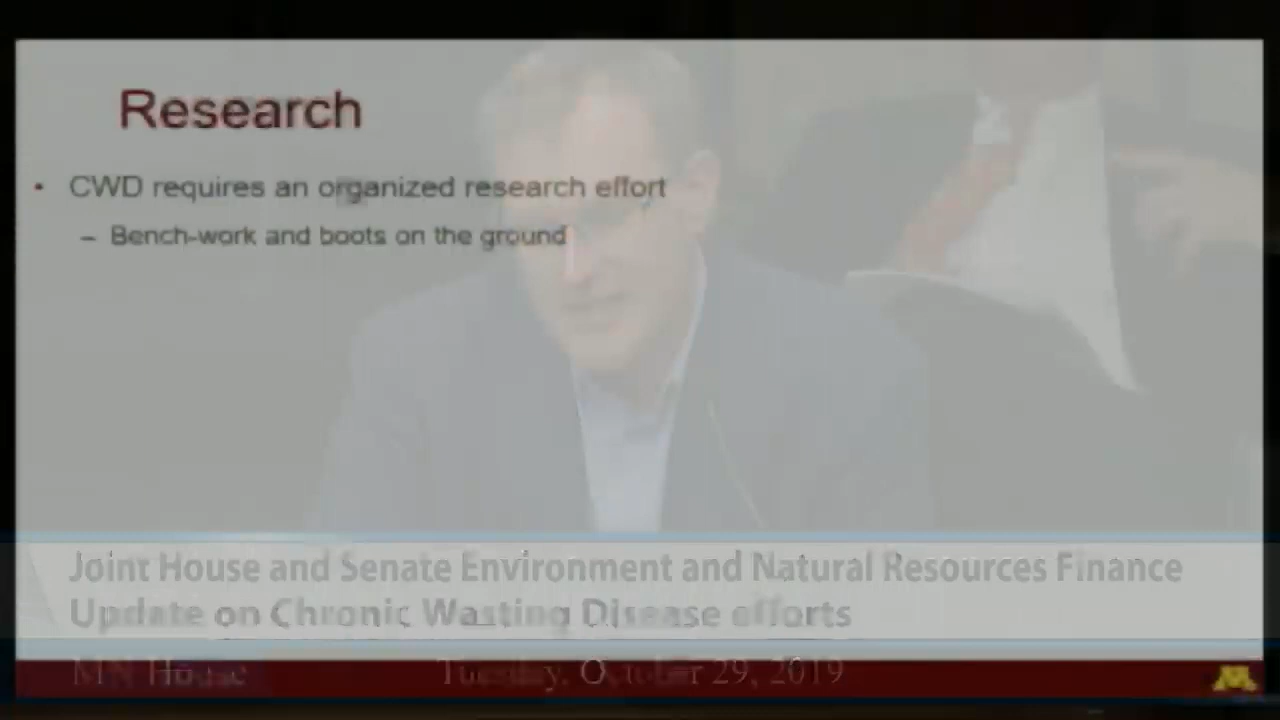 Research
• CWD requires an organized research effort
– Bench-work and boots on the ground
Joint House and Senate Environment and Natural Resources Finance
Update on Chronic Wasting Disease efforts
MN House Tuesday, October 29, 2019
M